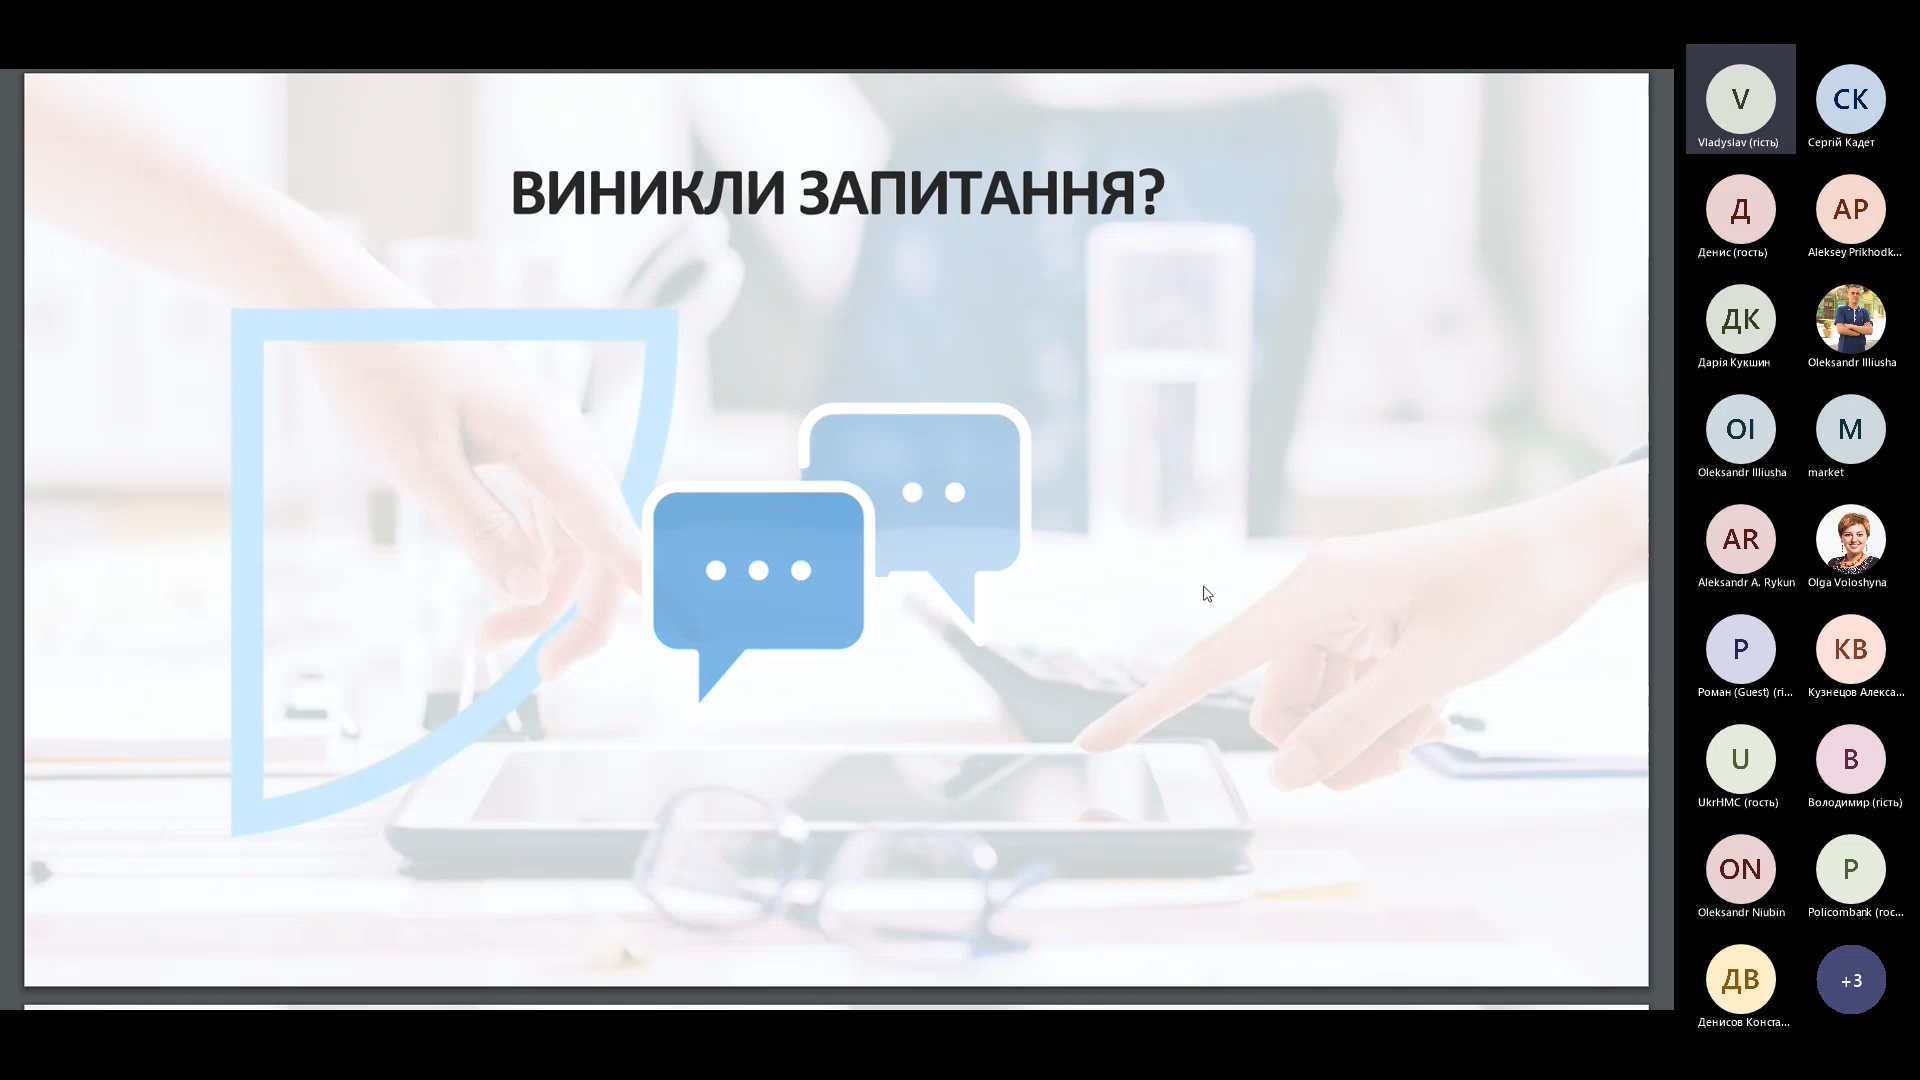 ВИНИКЛИ ЗАПИТАННЯ?
V
Vladyslav (гість)
СК
Сергій Кадет
Д
Денис (гость)
AP
Aleksey Prikhodk...
ДК
Дарія Кукшин
Oleksandr Illiusha
OI
Oleksandr Illiusha
M
market
AR
Aleksandr A. Rykun
Olga Voloshyna
Р
Роман (Guest) (гі...
КВ
Кузнецов Алекса...
U
UkrHMC (гость)
В
Володимир (гість)
ON
Oleksandr Niubin
P
Policombank (гос...
ДВ
Денисов Конста...
+3